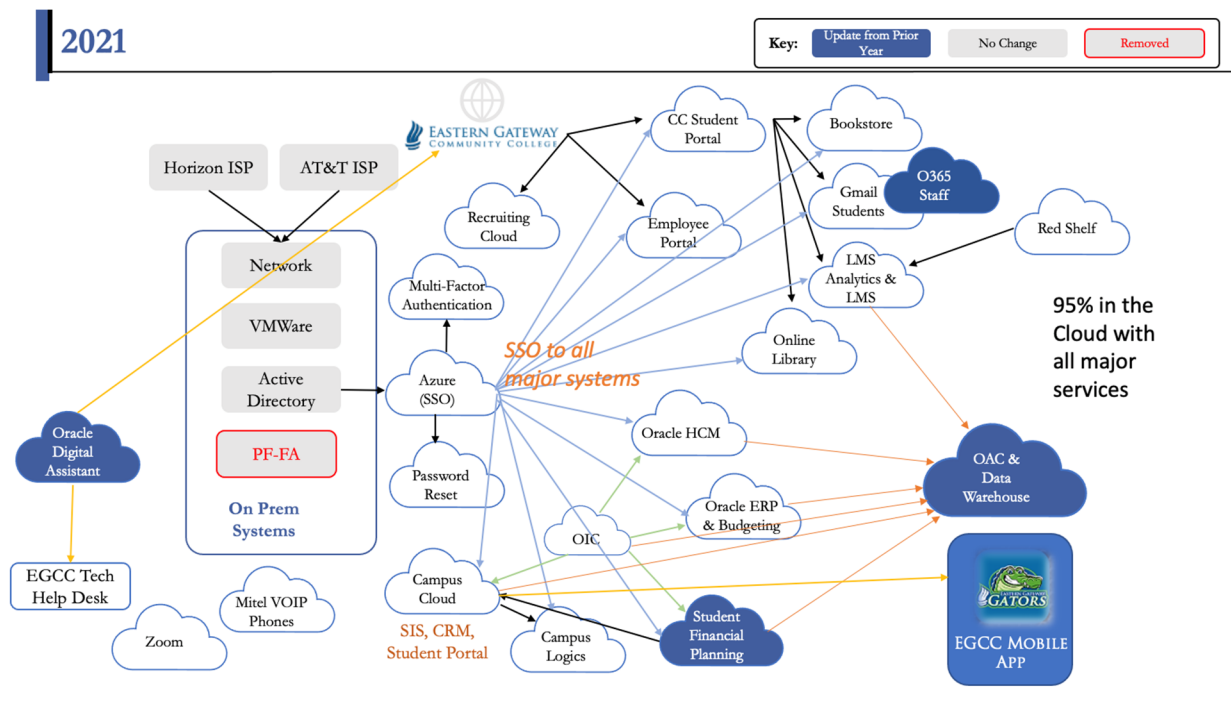 2021
Key:
Update from Prior
Year
No Change
Removed
EASTERN GATEWAY
COMMUNITY COLLEGE
CC Student
Portal
Bookstore
Horizon ISP
AT&T ISP
Gmail
Students
O365
Staff
Recruiting
Cloud
Employee
Portal
Red Shelf
Network
Multi-Factor
Authentication
LMS
Analytics &
LMS
VMWare
95% in the
Cloud with
all major
services
SSO to all
major systems
Online
Library
Active
Directory
Azure
(SSO)
Oracle
Digital
Assistant
PF-FA
Oracle HCM
OAC &
Data
Warehouse
Password
Reset
On Prem
Systems
Oracle ERP
& Budgeting
OIC
EGCC Tech
Help Desk
Mitel VOIP
Phones
Zoom
Campus
Cloud
SIS, CRM,
Student Portal
Campus
Logics
Student
Financial
Planning
EASTERN GATEWAY
GATORS
EGCC MOBILE
APP